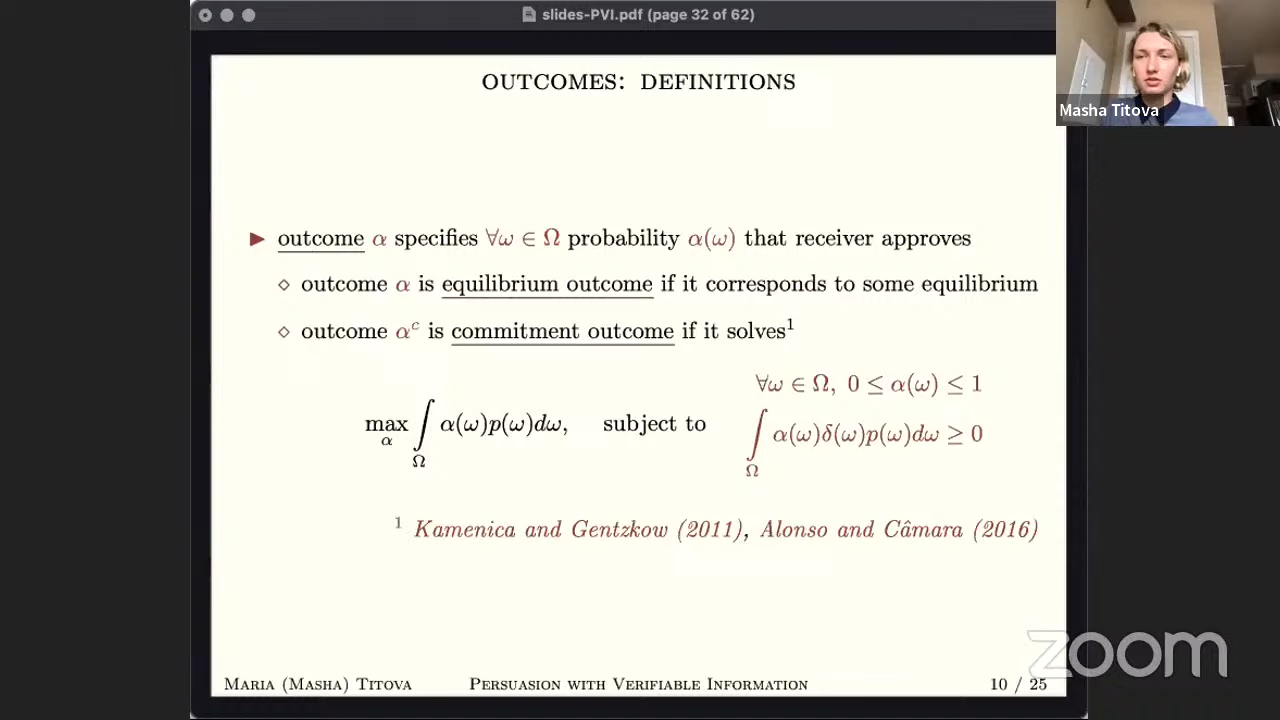 slides-PVI.pdf (page 32 of 62)
Masha Titova
OUTCOMES: DEFINITIONS
▶ outcome α specifies ∀ω ∈ Ω probability α(ω) that receiver approves
⋄ outcome α is equilibrium outcome if it corresponds to some equilibrium
⋄ outcome αᶜ is commitment outcome if it solves¹
max_α ∫_Ω α(ω)p(ω)dω, subject to
∀ω ∈ Ω, 0 ≤ α(ω) ≤ 1
∫_Ω α(ω)δ(ω)p(ω)dω ≥ 0
¹ Kamenica and Gentzkow (2011), Alonso and Câmara (2016)
zoom
Maria (Masha) Titova Persuasion with Verifiable Information 10 / 25